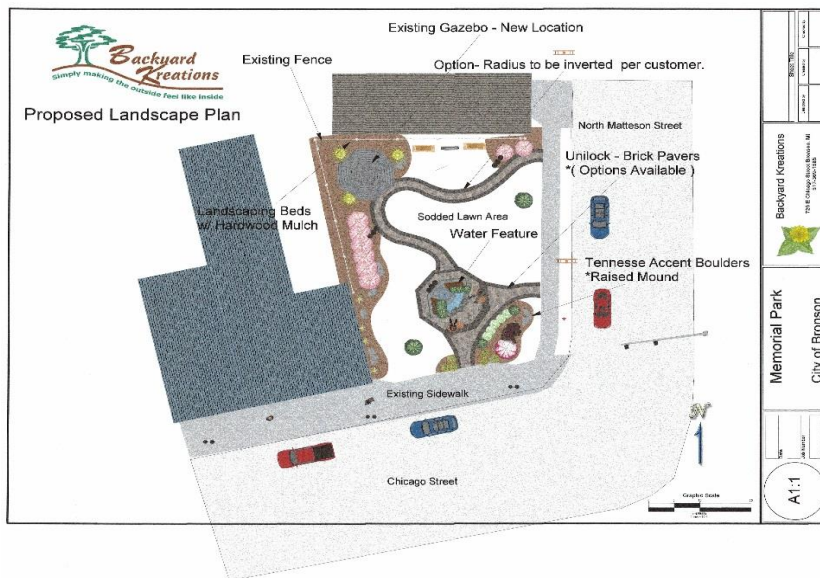 Backyard
Kreations
Simply making the outside feel like inside
Proposed Landscape Plan
Existing Gazebo - New Location
Existing Fence
Option- Radius to be inverted per customer.
North Matteson Street
Unilock - Brick Pavers
*( Options Available )
Landscaping Beds
w/ Hardwood Mulch
Sodded Lawn Area
Water Feature
Tennesse Accent Boulders
*Raised Mound
Existing Sidewalk
Chicago Street
N
Graphic Scale
Sheet Title
Backyard Kreations
Memorial Park
City of Bronson
A1:1